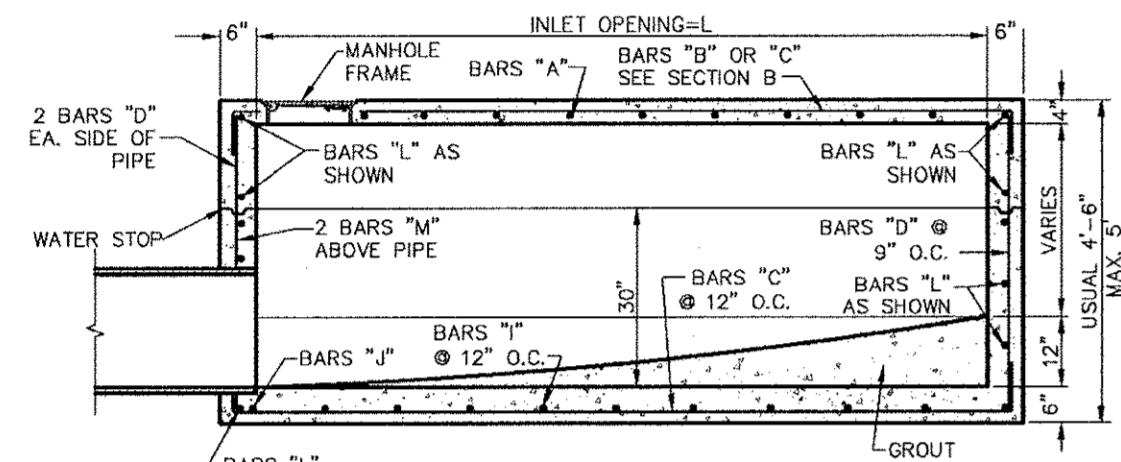 INLET OPENING=L
6"
6"
MANHOLE
FRAME
BARS "A"
BARS "B" OR "C"
SEE SECTION B
2 BARS "D"
EA. SIDE OF
PIPE
4"
BARS "L" AS
SHOWN
BARS "L" AS
SHOWN
WATER STOP
2 BARS "M"
ABOVE PIPE
BARS "D" @
9" O.C.
VARIES
USUAL 4'-6"
MAX. 5'
30"
BARS "C"
@ 12" O.C.
BARS "L"
AS SHOWN
BARS "J"
BARS "I"
@ 12" O.C.
12"
6"
GROUT